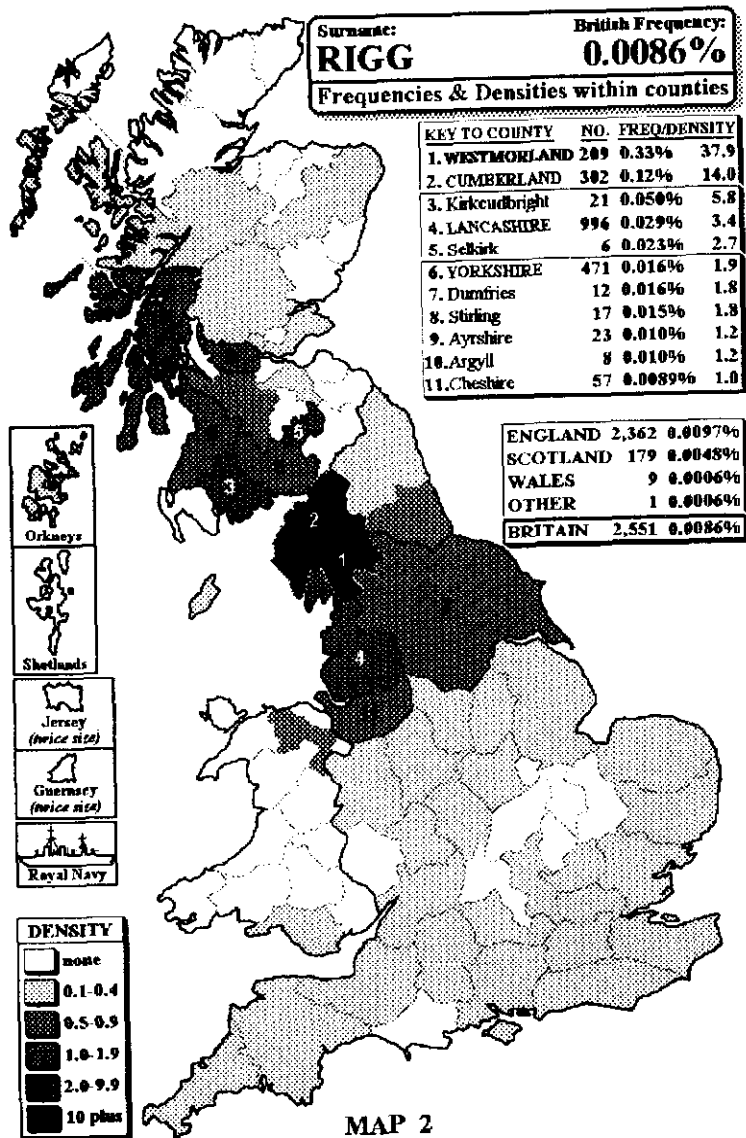 Surname: British Frequency:
RIGG 0.0086%
Frequencies & Densities within counties
KEY TO COUNTY NO. FREQ/DENSITY
1. WESTMORLAND 209 0.33% 37.9
2. CUMBERLAND 302 0.12% 14.0
3. Kirkcudbright 21 0.050% 5.8
4. LANCASHIRE 996 0.029% 3.4
5. Selkirk 6 0.023% 2.7
6. YORKSHIRE 471 0.016% 1.9
7. Dumfries 12 0.016% 1.8
8. Stirling 17 0.015% 1.8
9. Ayrshire 23 0.010% 1.2
10. Argyll 8 0.010% 1.2
11. Cheshire 57 0.0089% 1.0
ENGLAND 2,362 0.0097%
SCOTLAND 179 0.0048%
WALES 9 0.0006%
OTHER 1 0.0006%
BRITAIN 2,551 0.0086%
5
3
2
1
4
Orkneys
Shetlands
Jersey
(twice size)
Guernsey
(twice size)
Royal Navy
DENSITY
none
0.1-0.4
0.5-0.9
1.0-1.9
2.0-9.9
10 plus
MAP 2